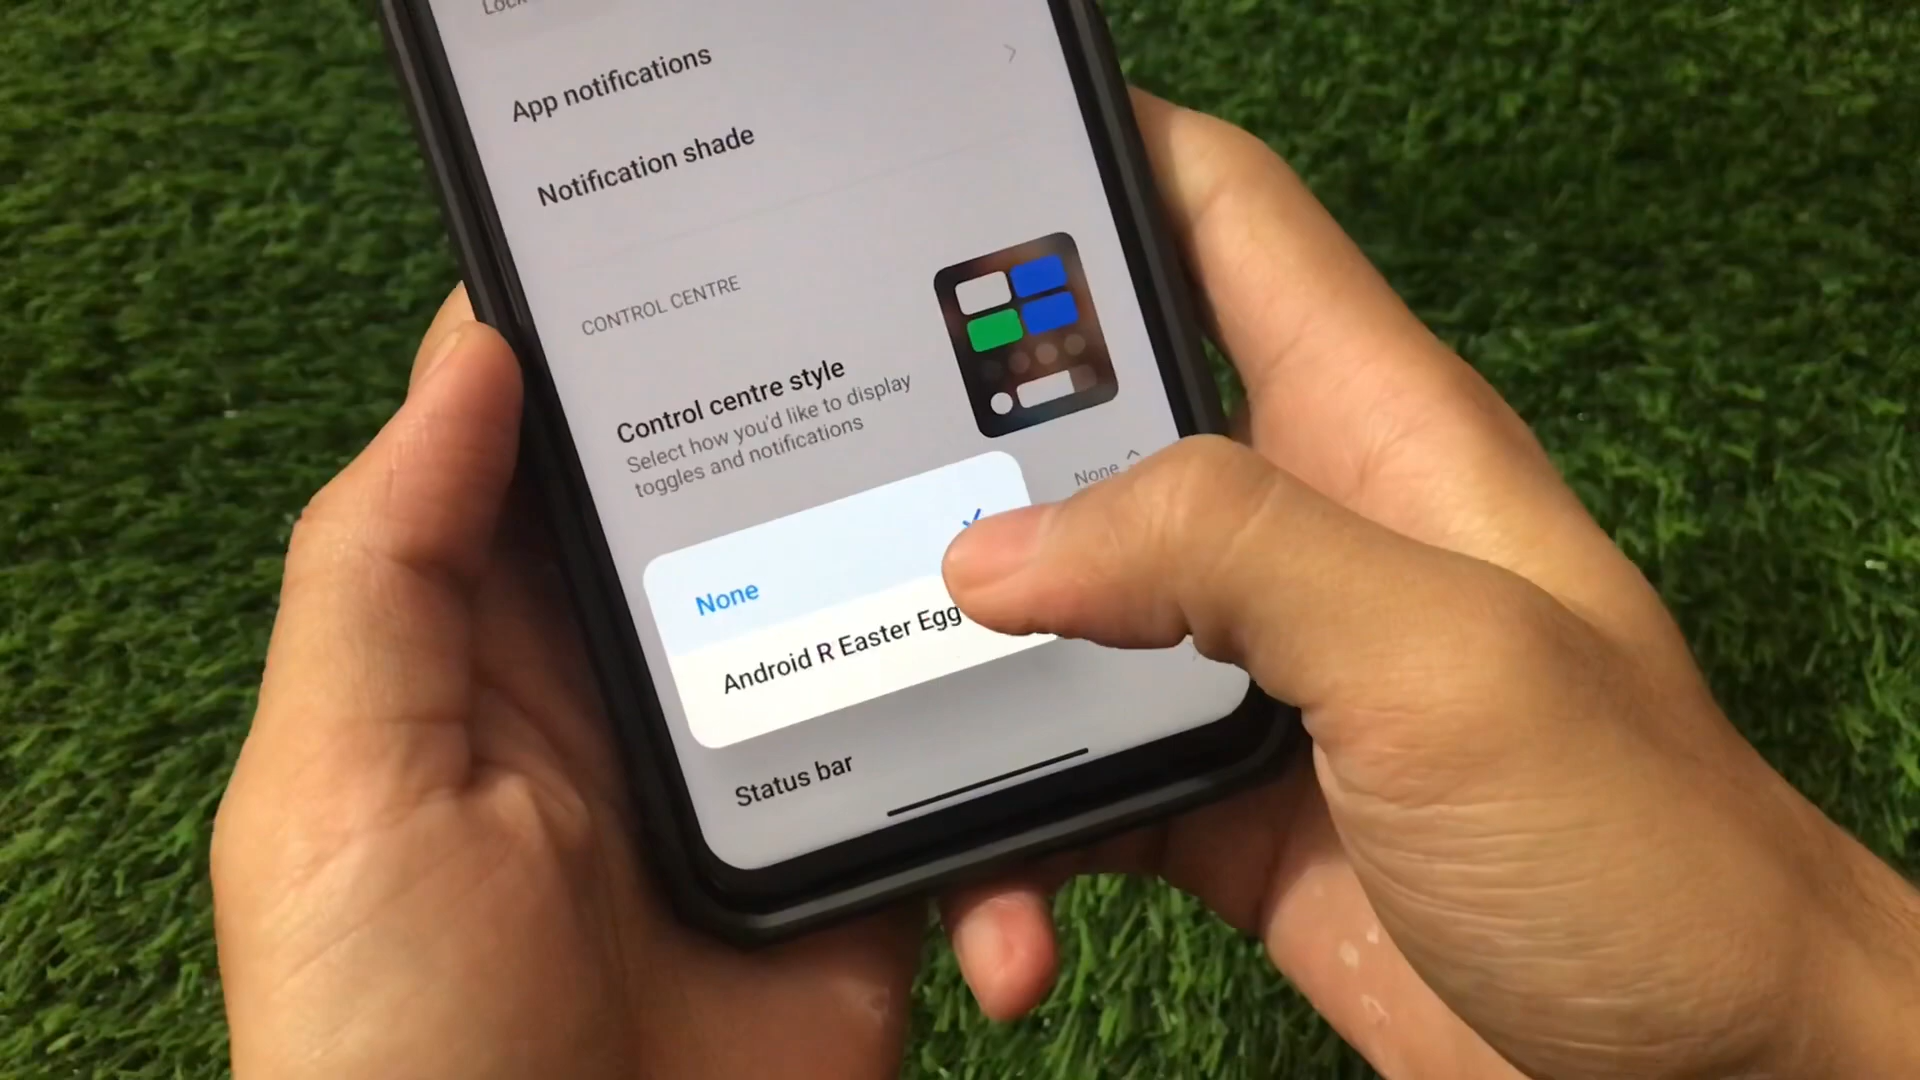 Lock
App notifications
Notification shade
CONTROL CENTRE
Control centre style
Select how you'd like to display
toggles and notifications
None
None
Android R Easter Egg
Status bar